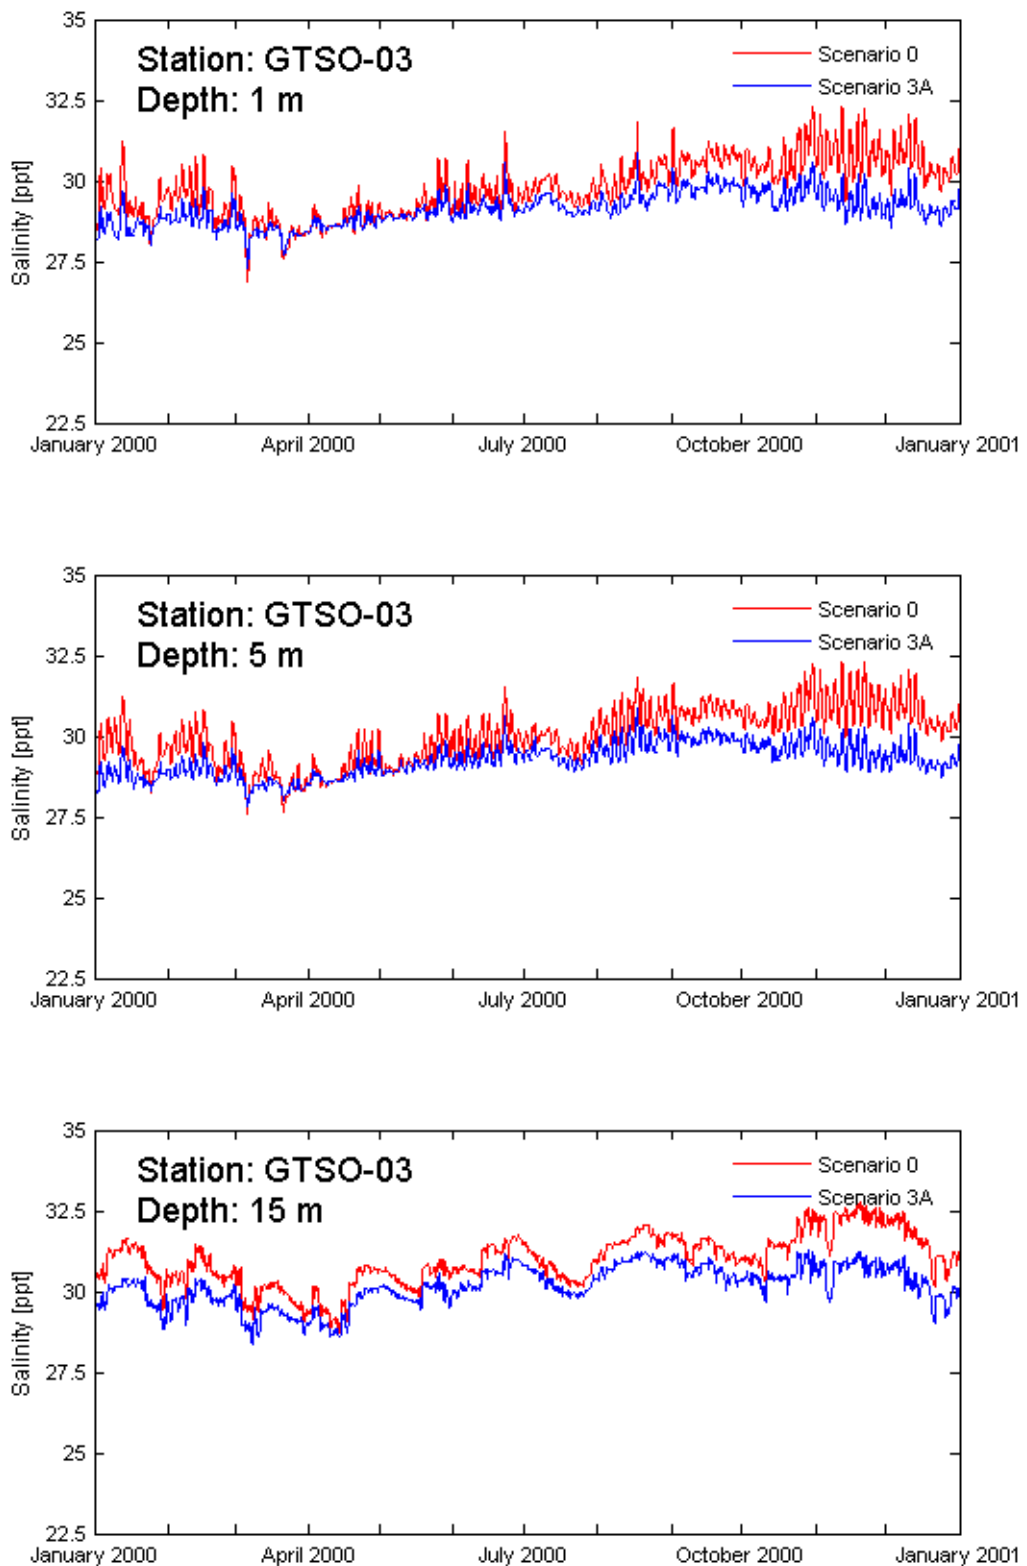 35
Station: GTSO-03
Depth: 1 m
Scenario 0
Scenario 3A
32.5
30
27.5
25
22.5
Salinity [ppt]
January 2000 April 2000 July 2000 October 2000 January 2001
35
Station: GTSO-03
Depth: 5 m
Scenario 0
Scenario 3A
32.5
30
27.5
25
22.5
Salinity [ppt]
January 2000 April 2000 July 2000 October 2000 January 2001
35
Station: GTSO-03
Depth: 15 m
Scenario 0
Scenario 3A
32.5
30
27.5
25
22.5
Salinity [ppt]
January 2000 April 2000 July 2000 October 2000 January 2001